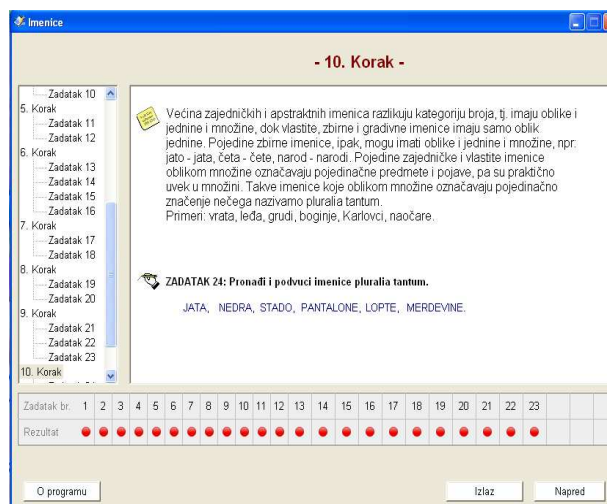 Imenice
- 10. Korak -
Zadatak 10
5. Korak
Zadatak 11
Zadatak 12
6. Korak
Zadatak 13
Zadatak 14
Zadatak 15
Zadatak 16
7. Korak
Zadatak 17
Zadatak 18
8. Korak
Zadatak 19
Zadatak 20
9. Korak
Zadatak 21
Zadatak 22
Zadatak 23
10. Korak
Većina zajedničkih i apstraktnih imenica razlikuju kategoriju broja, tj. imaju oblike i
jednine i množine, dok vlastite, zbirne i gradivne imenice imaju samo oblik
jednine. Pojedine zbirne imenice, ipak, mogu imati oblike i jednine i množine, npr:
jato - jata, četa - čete, narod - narodi. Pojedine zajedničke i vlastite imenice
oblikom množine označavaju pojedinačne predmete i pojave, pa su praktično
uvek u množini. Takve imenice koje oblikom množine označavaju pojedinačno
značenje nečega nazivamo pluralia tantum.
Primeri: vrata, leđa, grudi, boginje, Karlovci, naočare.
ZADATAK 24: Pronađi i podvuci imenice pluralia tantum.
JATA, NEDRA, STADO, PANTALONE, LOPTE, MERDEVINE.
Zadatak br. 1 2 3 4 5 6 7 8 9 10 11 12 13 14 15 16 17 18 19 20 21 22 23
Rezultat
O programu Izlaz Napred